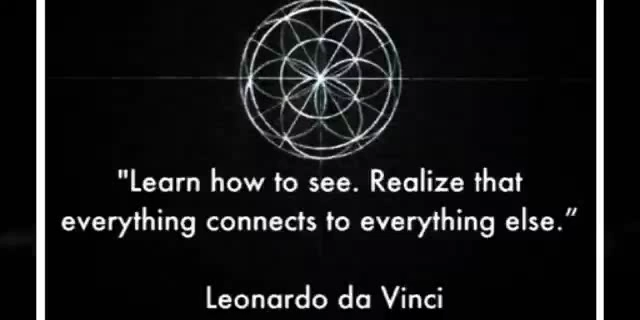 "Learn how to see. Realize that
everything connects to everything else.”
Leonardo da Vinci